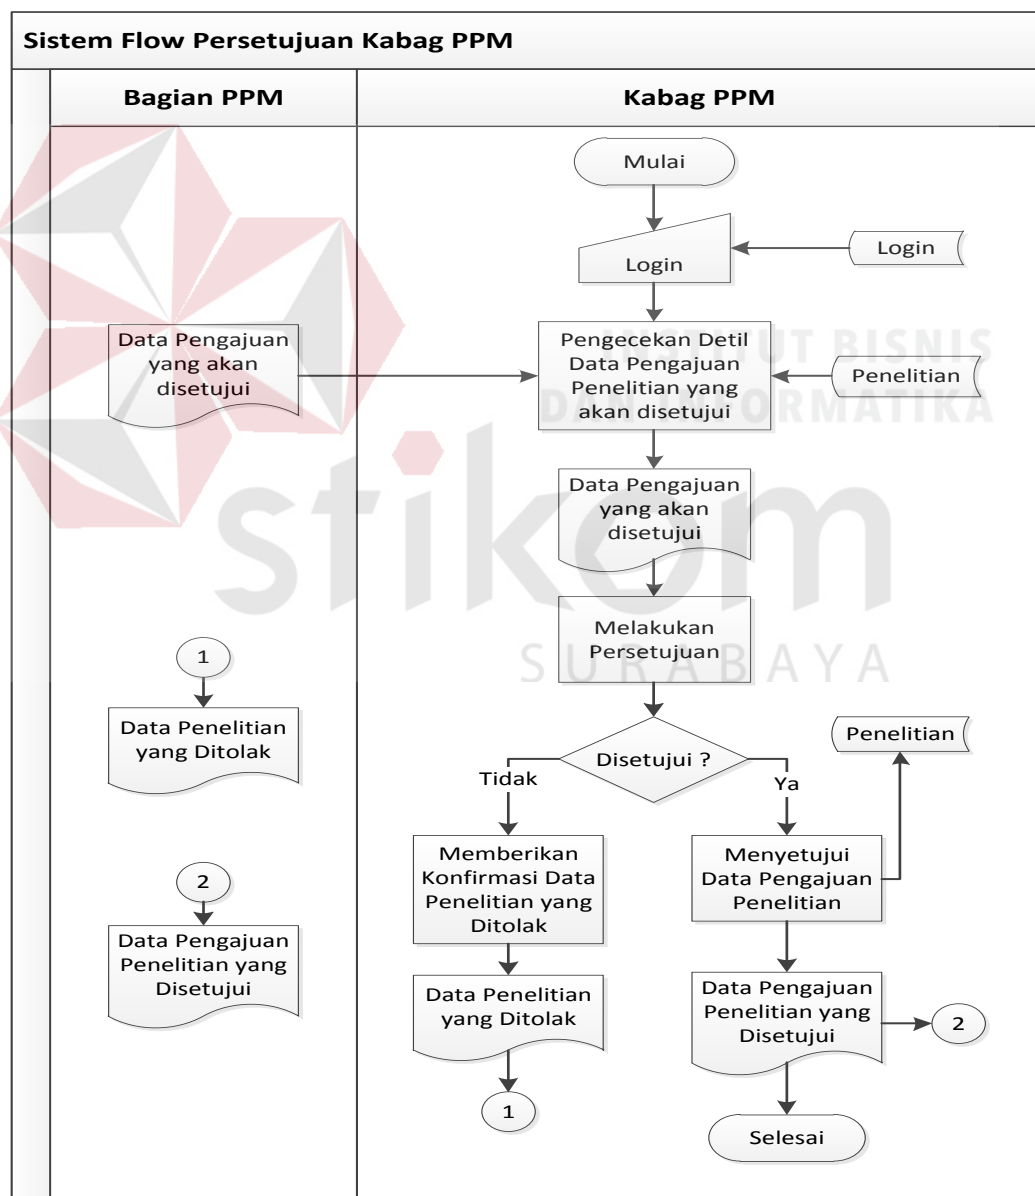 Sistem Flow Persetujuan Kabag PPM
Bagian PPM
Kabag PPM
Mulai
Login
Login
Data Pengajuan
yang akan
disetujui
Pengecekan Detil
Data Pengajuan
Penelitian yang
akan disetujui
Penelitian
INSTITUT BISNIS
DAN INFORMATIKA
stikom
SURABAYA
Data Pengajuan
yang akan
disetujui
Melakukan
Persetujuan
1
Data Penelitian
yang Ditolak
Disetujui ?
Tidak
Ya
Penelitian
Memberikan
Konfirmasi Data
Penelitian yang
Ditolak
Menyetujui
Data Pengajuan
Penelitian
2
Data Pengajuan
Penelitian yang
Disetujui
Data Penelitian
yang Ditolak
Data Pengajuan
Penelitian yang
Disetujui
2
1
Selesai